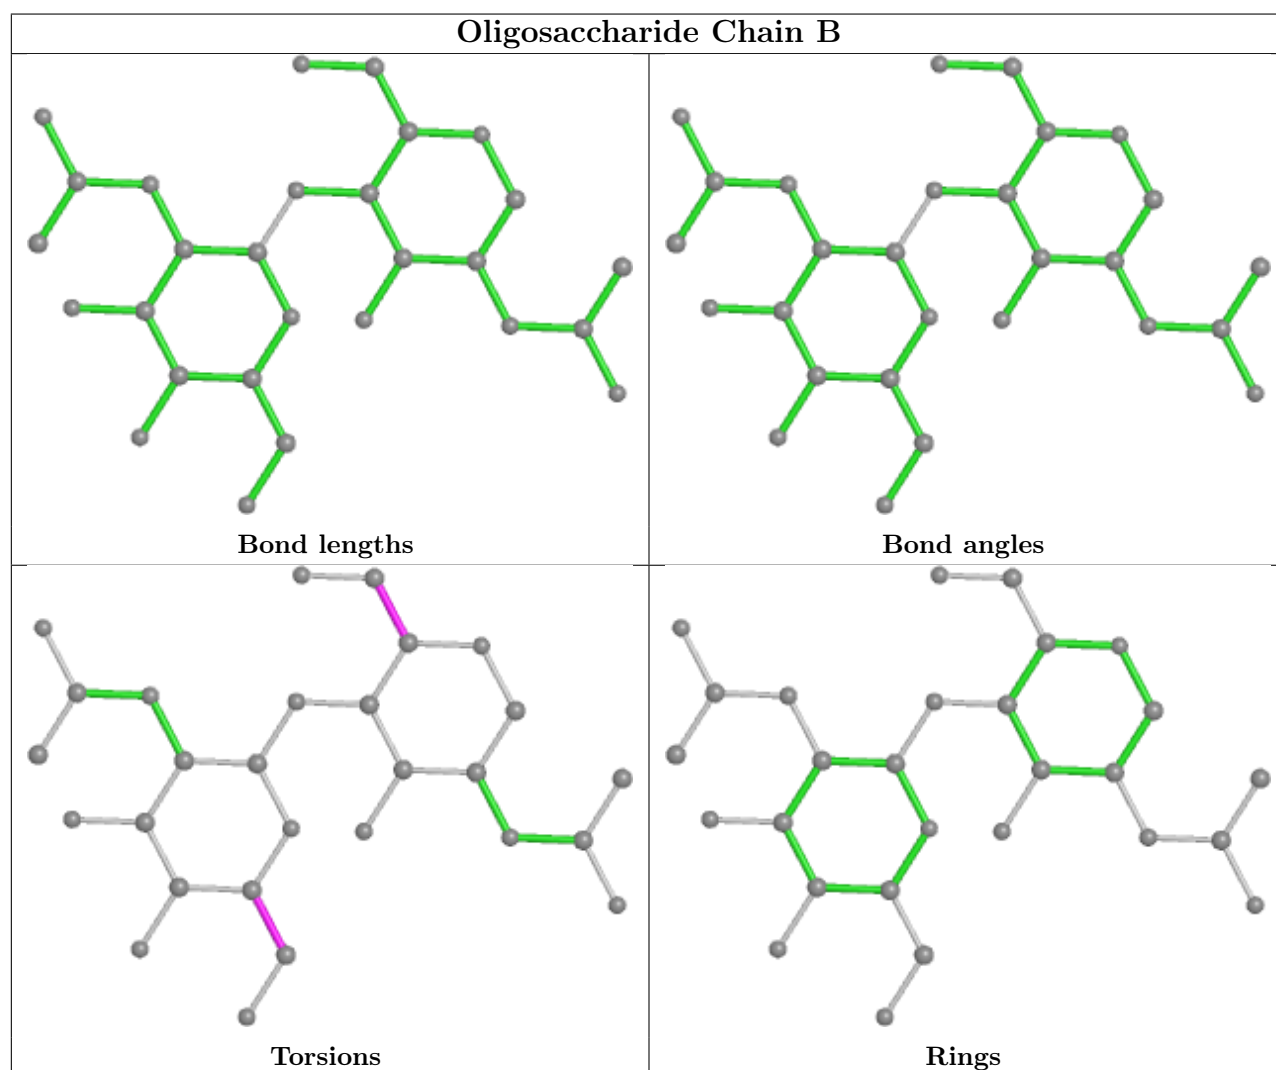 Oligosaccharide Chain B
Bond lengths
Bond angles
Torsions
Rings